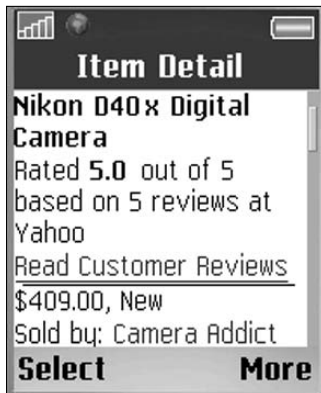 Item Detail
Nikon D40x Digital
Camera
Rated 5.0 out of 5
based on 5 reviews at
Yahoo
Read Customer Reviews
$409.00, New
Sold by: Camera Addict
Select More